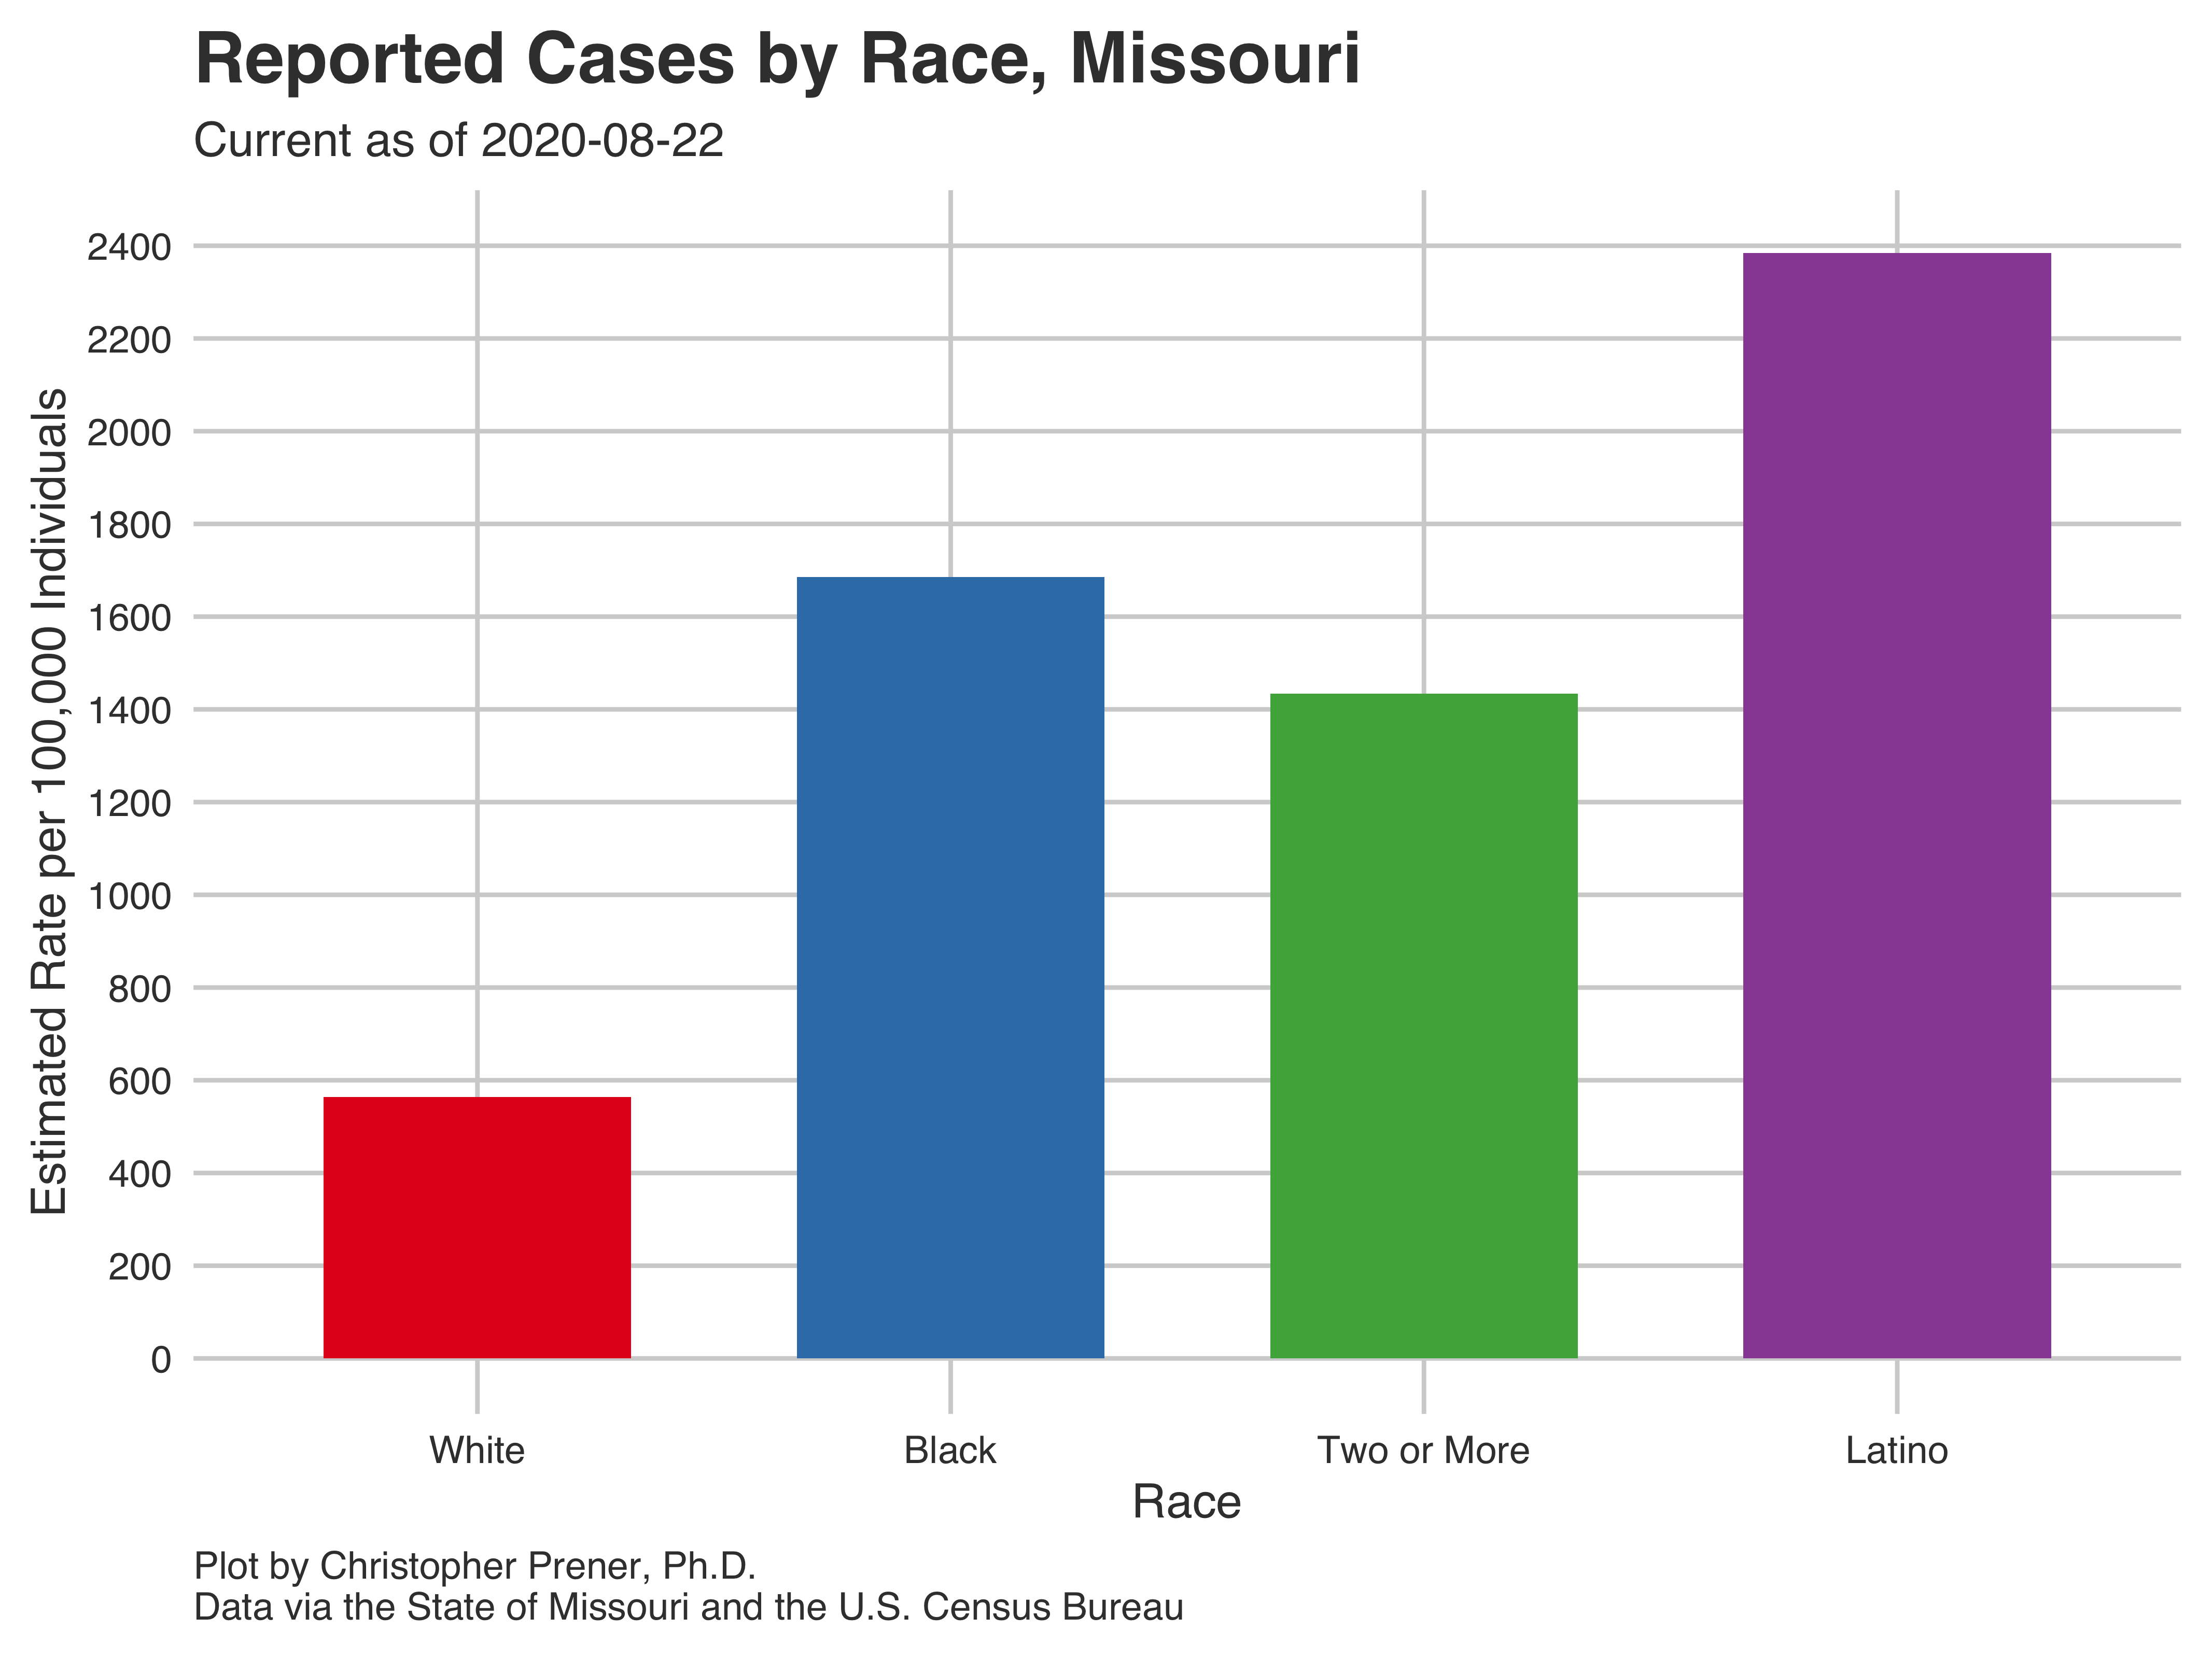 Reported Cases by Race, Missouri
Current as of 2020-08-22
Estimated Rate per 100,000 Individuals
2400
2200
2000
1800
1600
1400
1200
1000
800
600
400
200
0
White Black Two or More Latino
Race
Plot by Christopher Prener, Ph.D.
Data via the State of Missouri and the U.S. Census Bureau